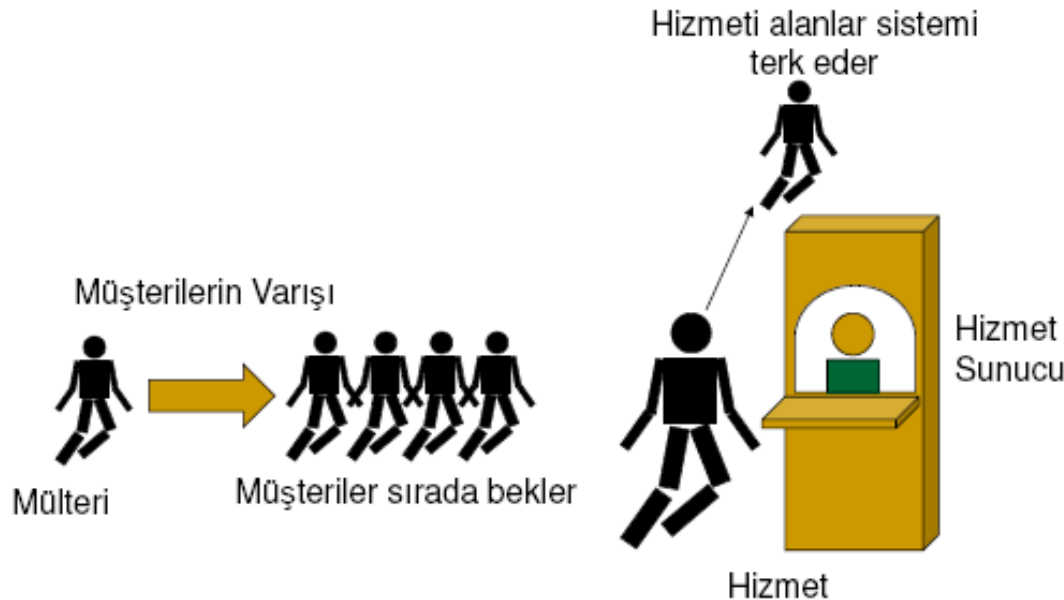 Hizmeti alanlar sistemi
terk eder
Müşterilerin Varışı
Hizmet
Sunucu
Mülteri
Müşteriler sırada bekler
Hizmet